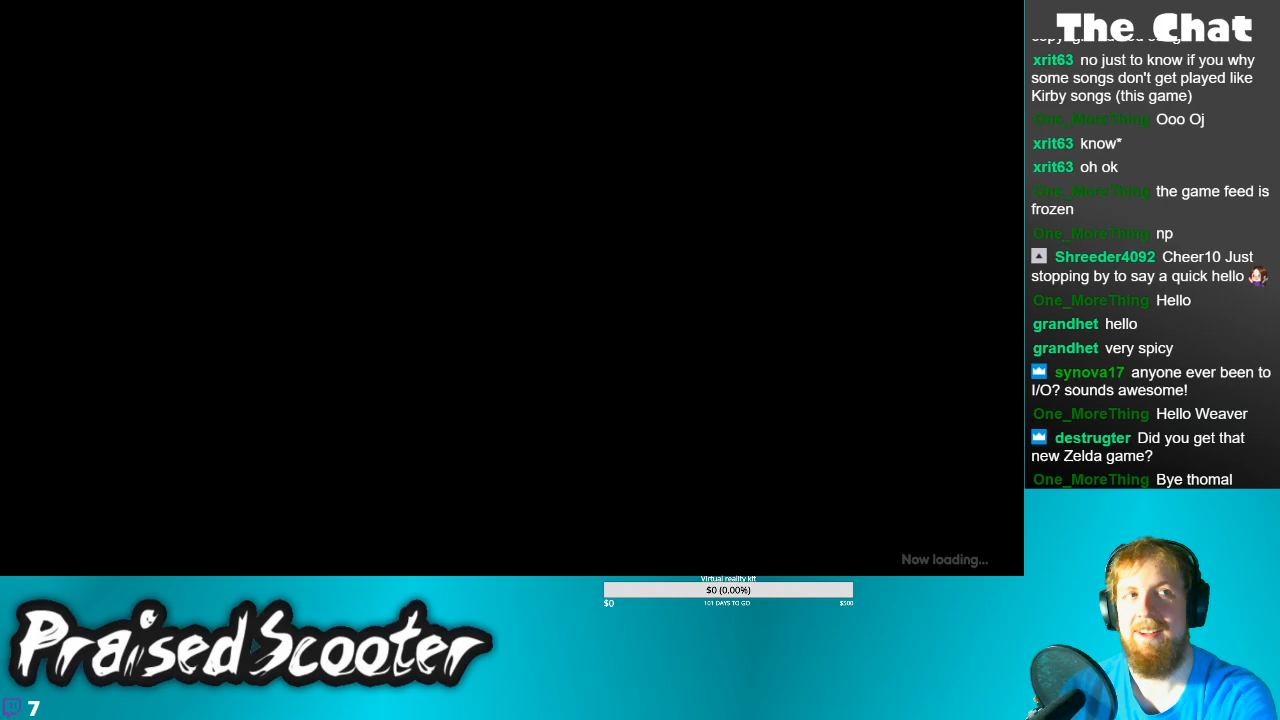 The Chat
xrit63 no just to know if you why
some songs don't get played like
Kirby songs (this game)
One_MoreThing Ooo Oj
xrit63 know*
xrit63 oh ok
One_MoreThing the game feed is
frozen
One_MoreThing np
Shreeder4092 Cheer10 Just
stopping by to say a quick hello
One_MoreThing Hello
grandhet hello
grandhet very spicy
synova17 anyone ever been to
I/O? sounds awesome!
One_MoreThing Hello Weaver
destrugter Did you get that
new Zelda game?
One_MoreThing Bye thomal
Now loading...
Virtual reality kit
$0 (0.00%)
$0 101 DAYS TO GO $500
PraisedScooter
7